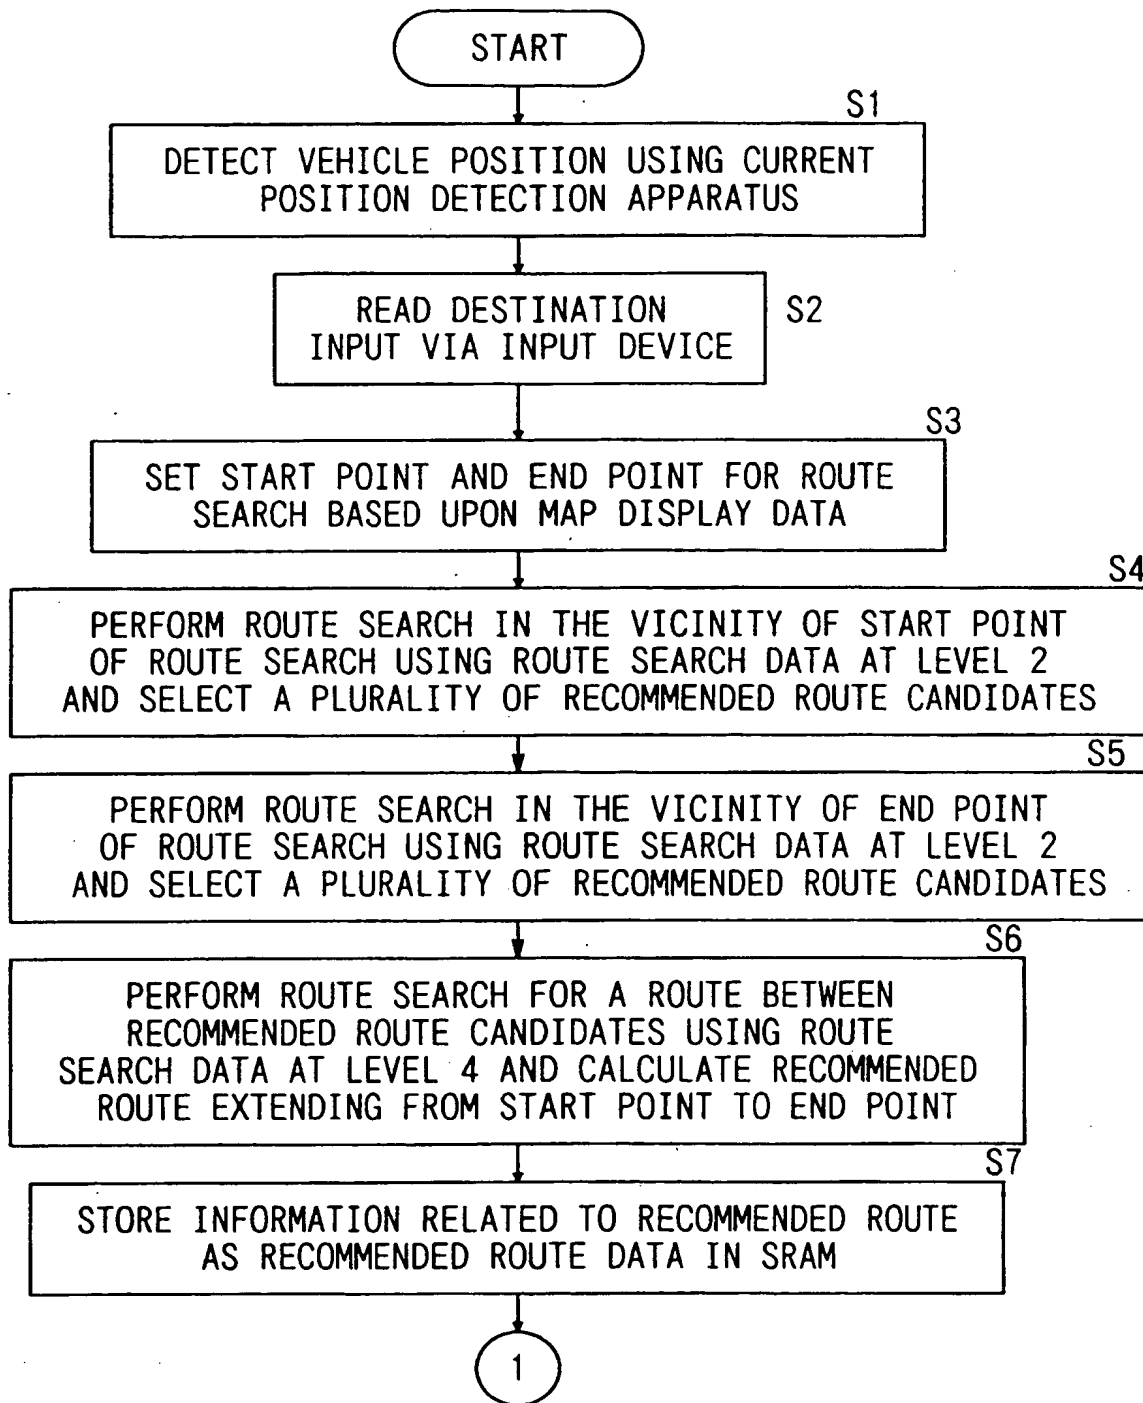 START
S1
DETECT VEHICLE POSITION USING CURRENT
POSITION DETECTION APPARATUS
READ DESTINATION
INPUT VIA INPUT DEVICE
S2
S3
SET START POINT AND END POINT FOR ROUTE
SEARCH BASED UPON MAP DISPLAY DATA
S4
PERFORM ROUTE SEARCH IN THE VICINITY OF START POINT
OF ROUTE SEARCH USING ROUTE SEARCH DATA AT LEVEL 2
AND SELECT A PLURALITY OF RECOMMENDED ROUTE CANDIDATES
S5
PERFORM ROUTE SEARCH IN THE VICINITY OF END POINT
OF ROUTE SEARCH USING ROUTE SEARCH DATA AT LEVEL 2
AND SELECT A PLURALITY OF RECOMMENDED ROUTE CANDIDATES
S6
PERFORM ROUTE SEARCH FOR A ROUTE BETWEEN
RECOMMENDED ROUTE CANDIDATES USING ROUTE
SEARCH DATA AT LEVEL 4 AND CALCULATE RECOMMENDED
ROUTE EXTENDING FROM START POINT TO END POINT
S7
STORE INFORMATION RELATED TO RECOMMENDED ROUTE
AS RECOMMENDED ROUTE DATA IN SRAM
1